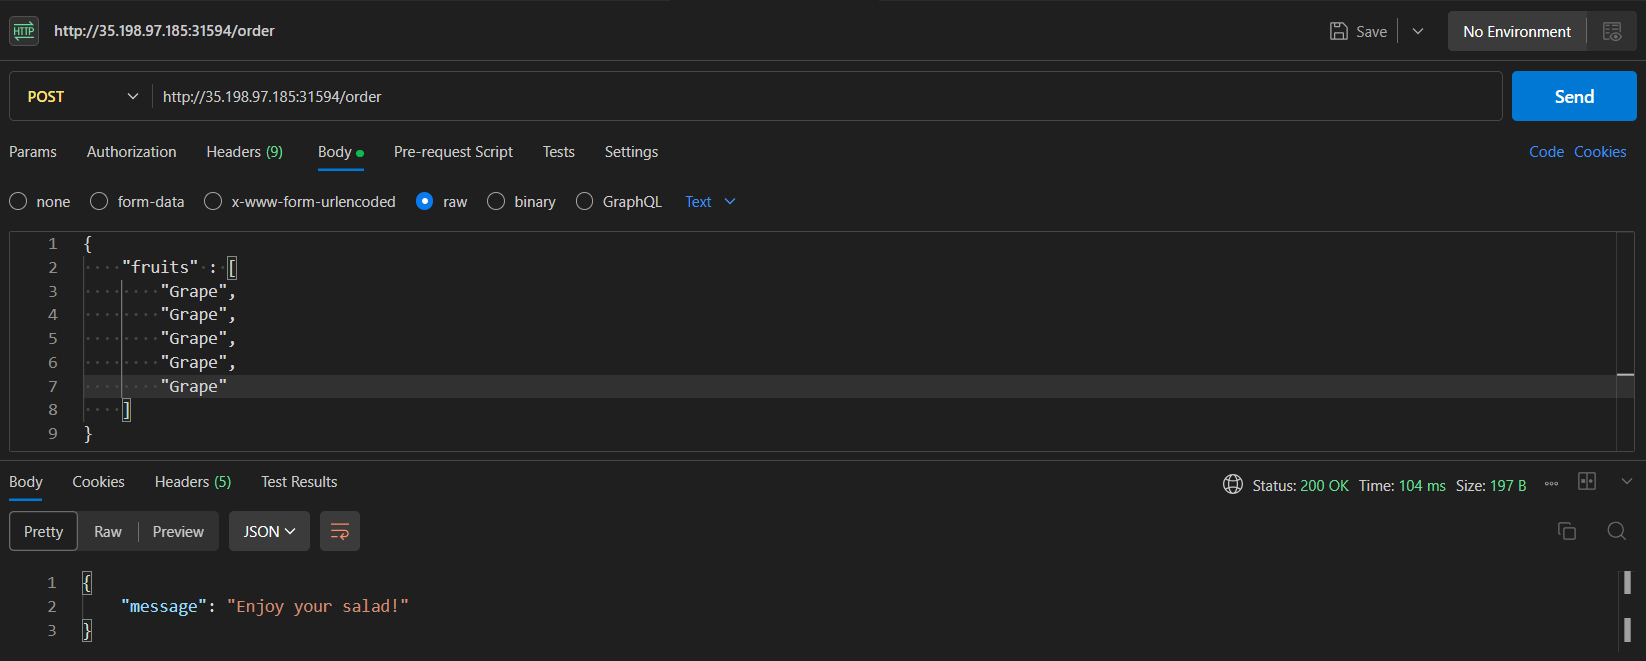 HTTP http://35.198.97.185:31594/order Save No Environment
POST http://35.198.97.185:31594/order Send
Params Authorization Headers (9) Body Pre-request Script Tests Settings Code Cookies
none form-data x-www-form-urlencoded raw binary GraphQL Text
1 {
2 "fruits" : [
3 "Grape",
4 "Grape",
5 "Grape",
6 "Grape",
7 "Grape"
8 ]
9 }
Body Cookies Headers (5) Test Results Status: 200 OK Time: 104 ms Size: 197 B
Pretty Raw Preview JSON
1 {
2 "message": "Enjoy your salad!"
3 }